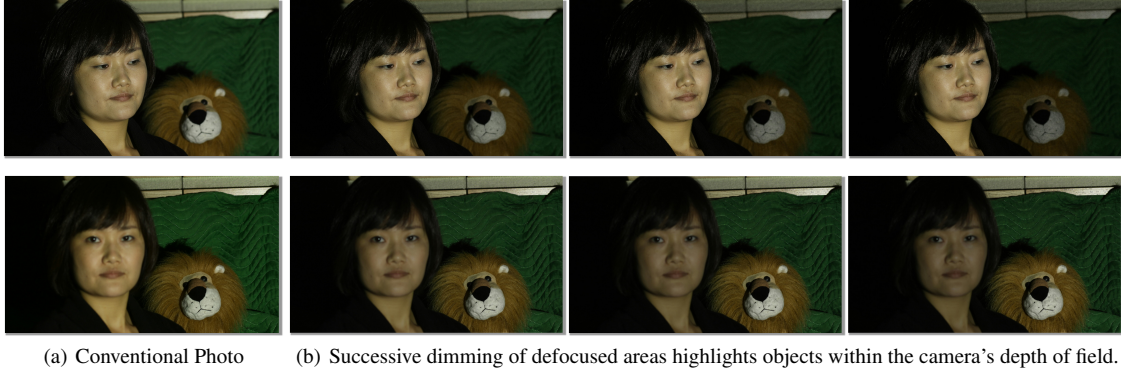 (a) Conventional Photo
(b) Successive dimming of defocused areas highlights objects within the camera's depth of field.